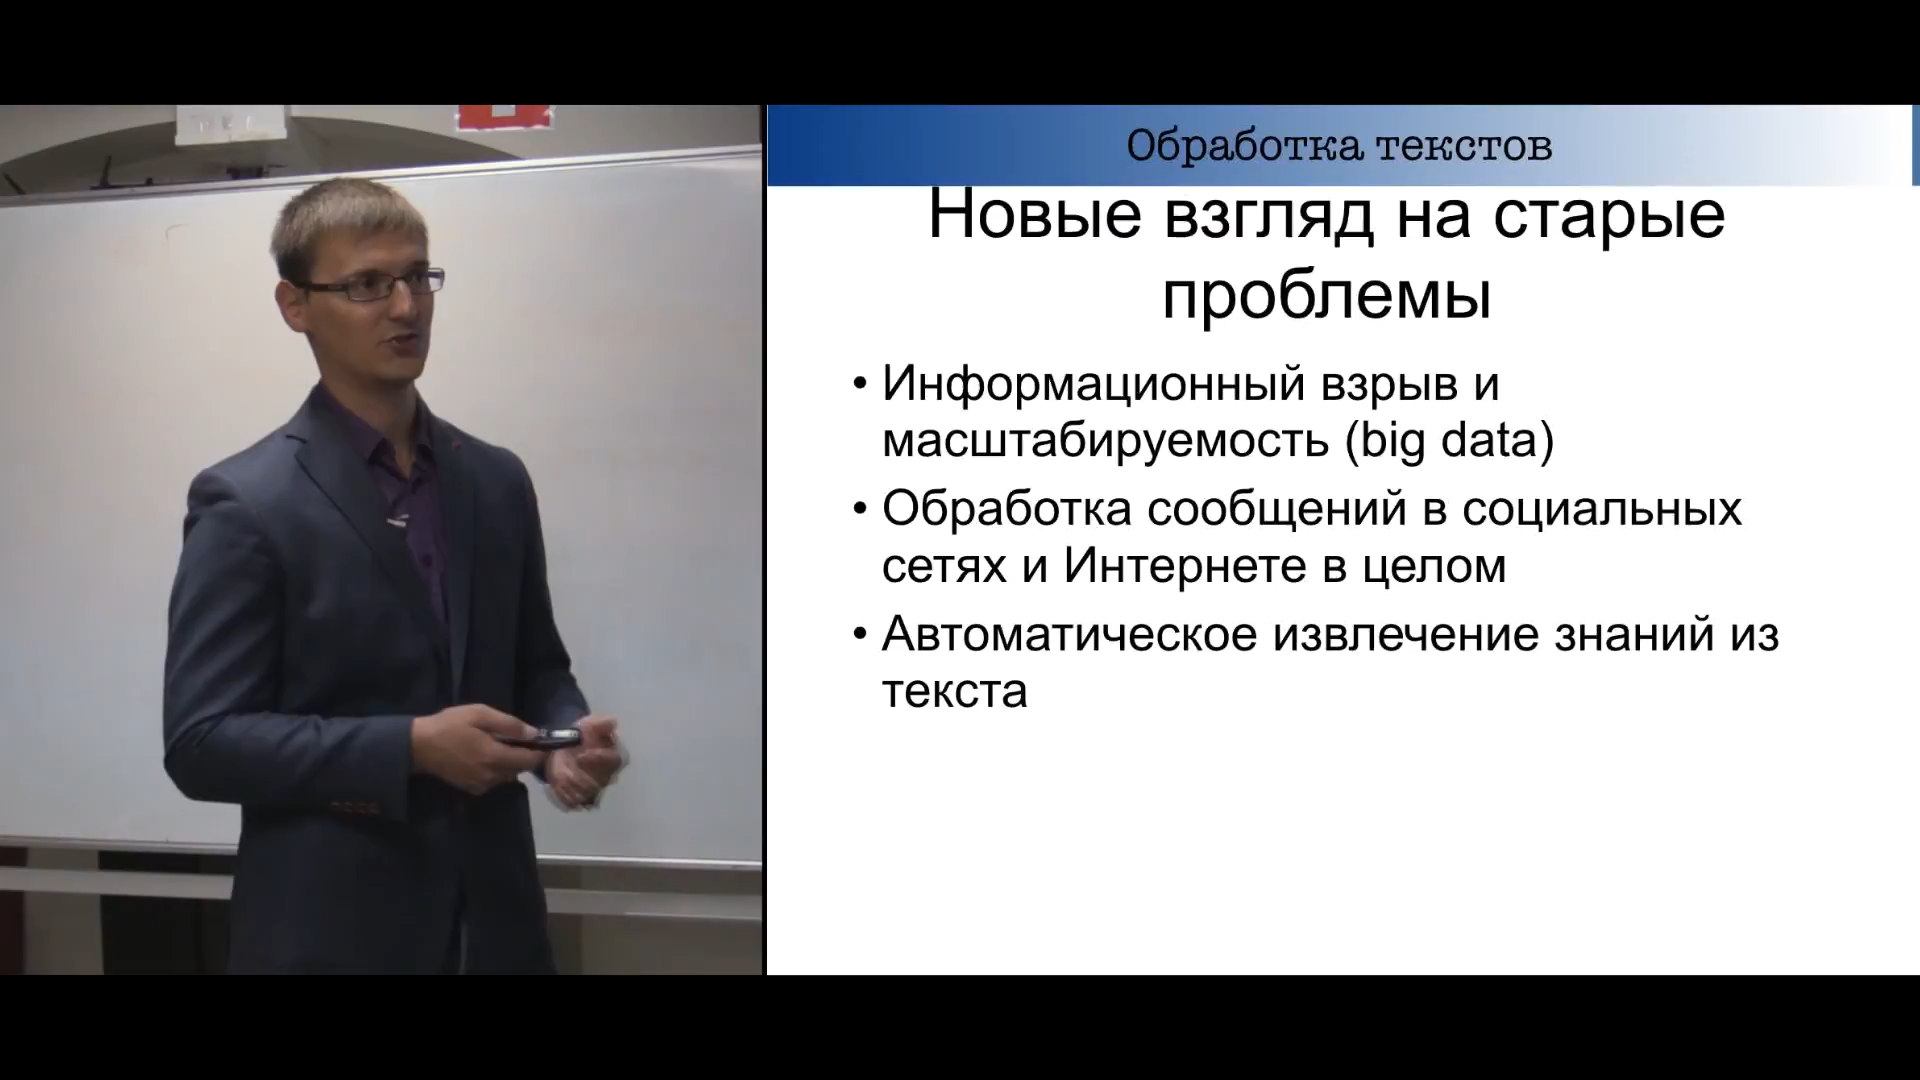 Обработка текстов
Новые взгляд на старые
проблемы
• Информационный взрыв и
масштабируемость (big data)
• Обработка сообщений в социальных
сетях и Интернете в целом
• Автоматическое извлечение знаний из
текста